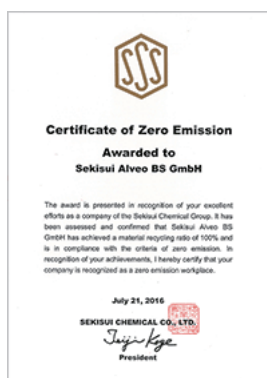 SSS
Certificate of Zero Emission
Awarded to
Sekisui Alveo BS GmbH
The award is presented in recognition of your excellent
efforts as a company of the Sekisui Chemical Group. It has
been assessed and confirmed that Sekisui Alveo BS
GmbH has achieved a material recycling ratio of 100% and
is in compliance with the criteria of zero emission. In
recognition of your achievements, I hereby certify that your
company is recognized as a zero emission workplace.
July 21, 2016
SEKISUI CHEMICAL CO., LTD.
President